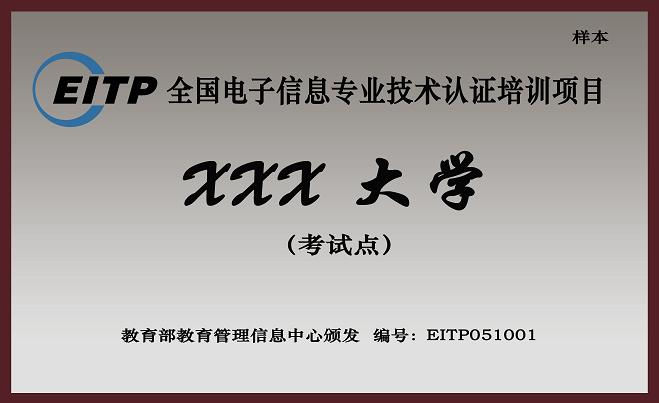 样本
EITP 全国电子信息专业技术认证培训项目
XXX 大学
(考试点)
教育部教育管理信息中心颁发 编号: EITP051001